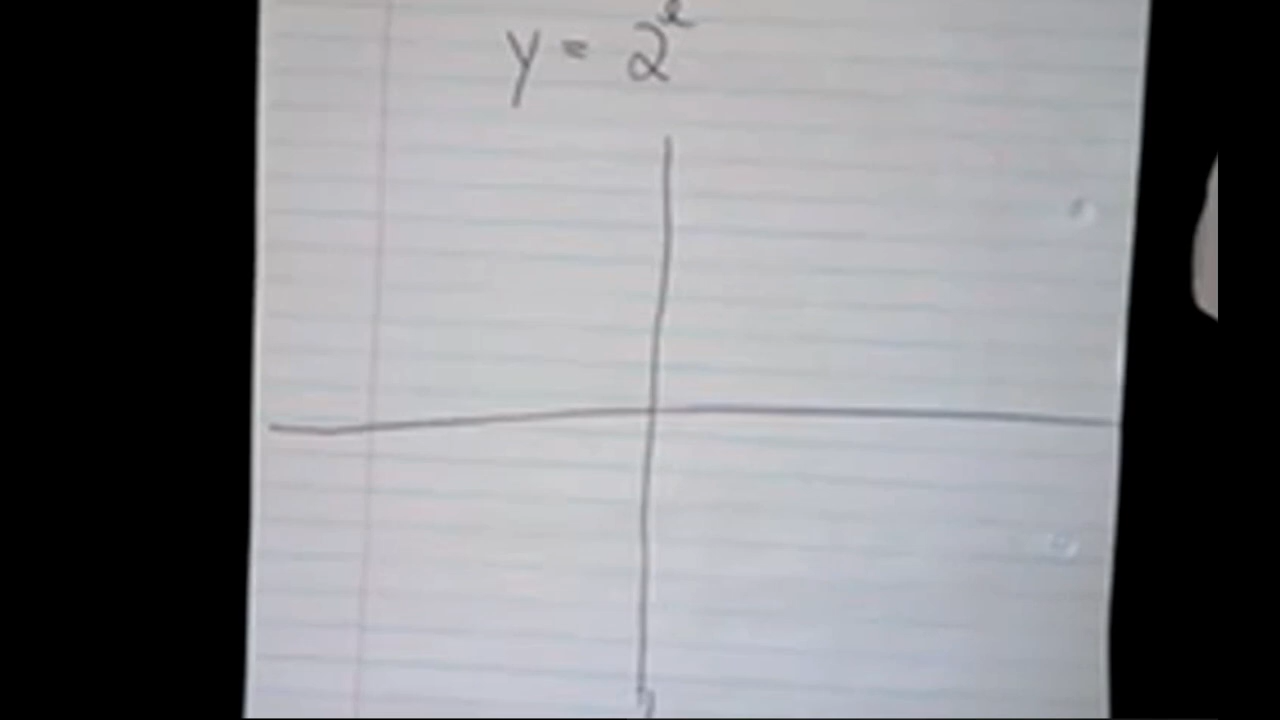 y = 2^x